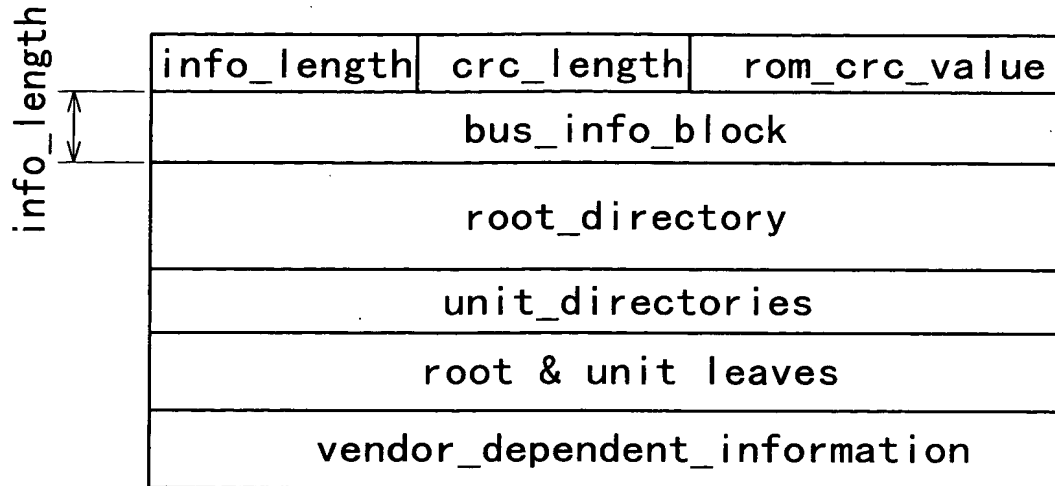 info_length
info_length crc_length rom_crc_value
bus_info_block
root_directory
unit_directories
root & unit leaves
vendor_dependent_information